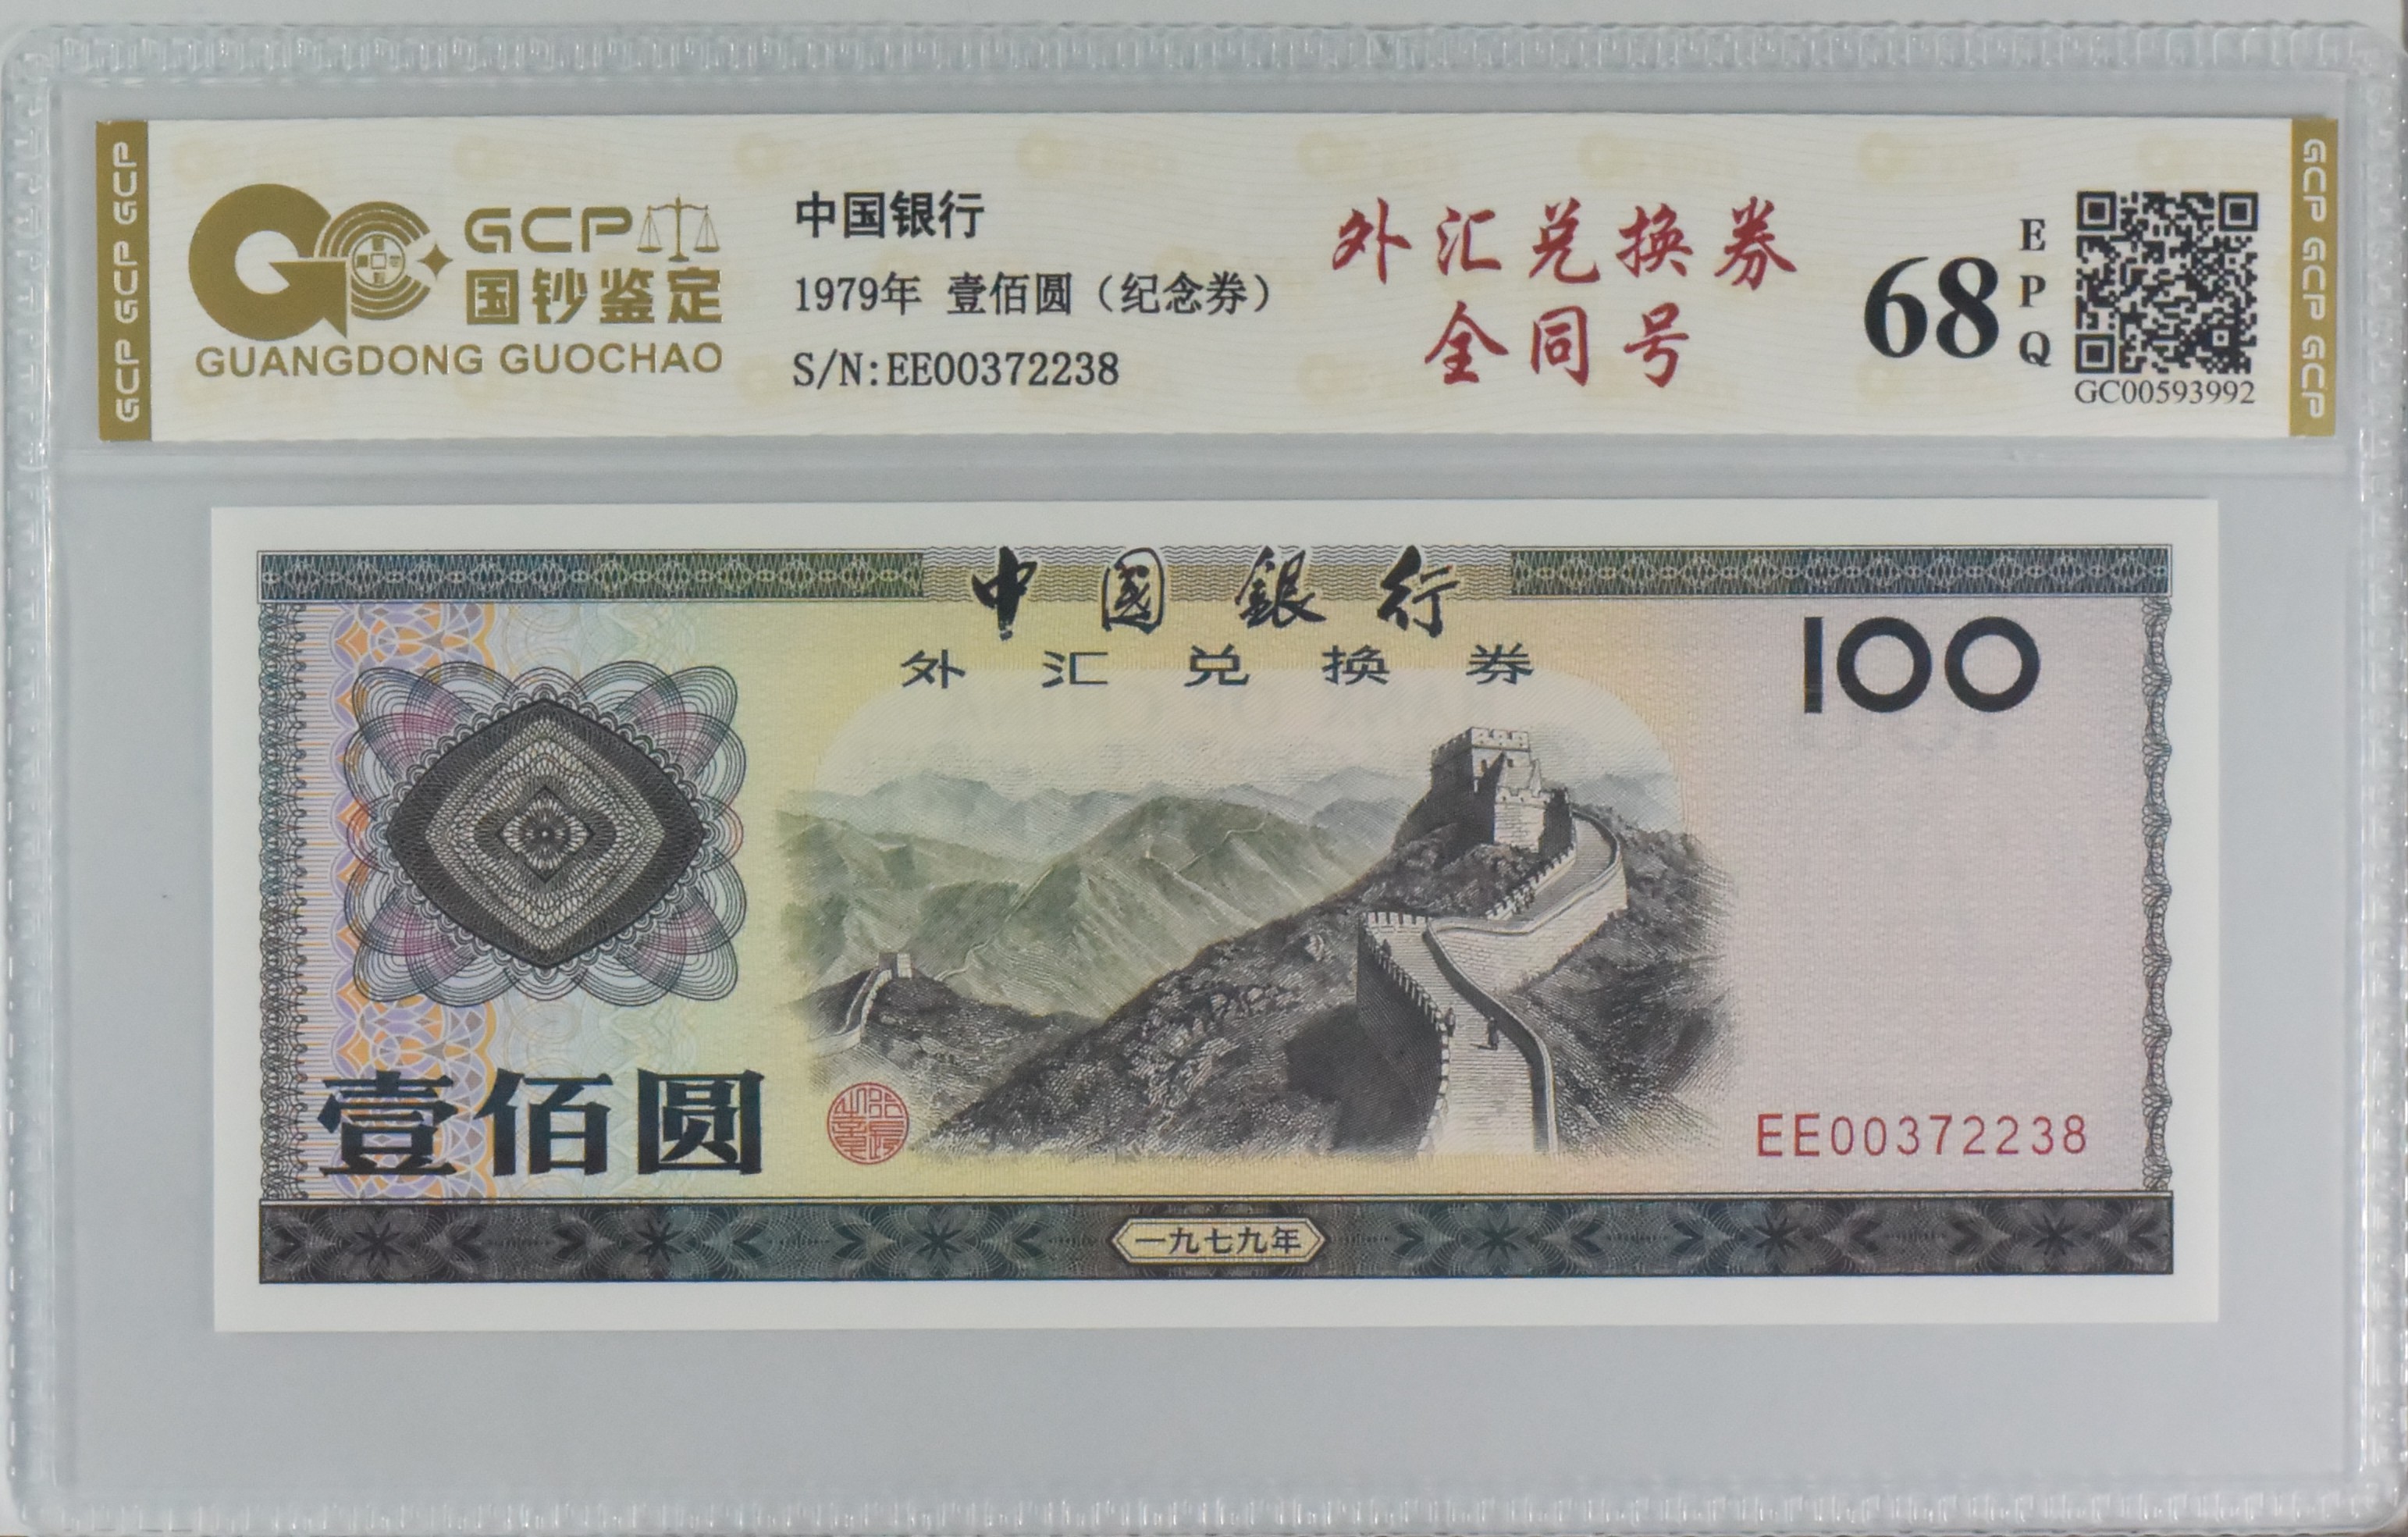 GCP GCP GCP
GCP
国钞鉴定
GUANGDONG GUOCHAO
中国银行
1979年 壹佰圆（纪念券）
S/N:EE00372238
外汇兑换券
全同号
68
E
P
Q
GC00593992
GCP GCP GCP
中國銀行
外汇兑换券
100
壹佰圆
EE00372238
一九七九年